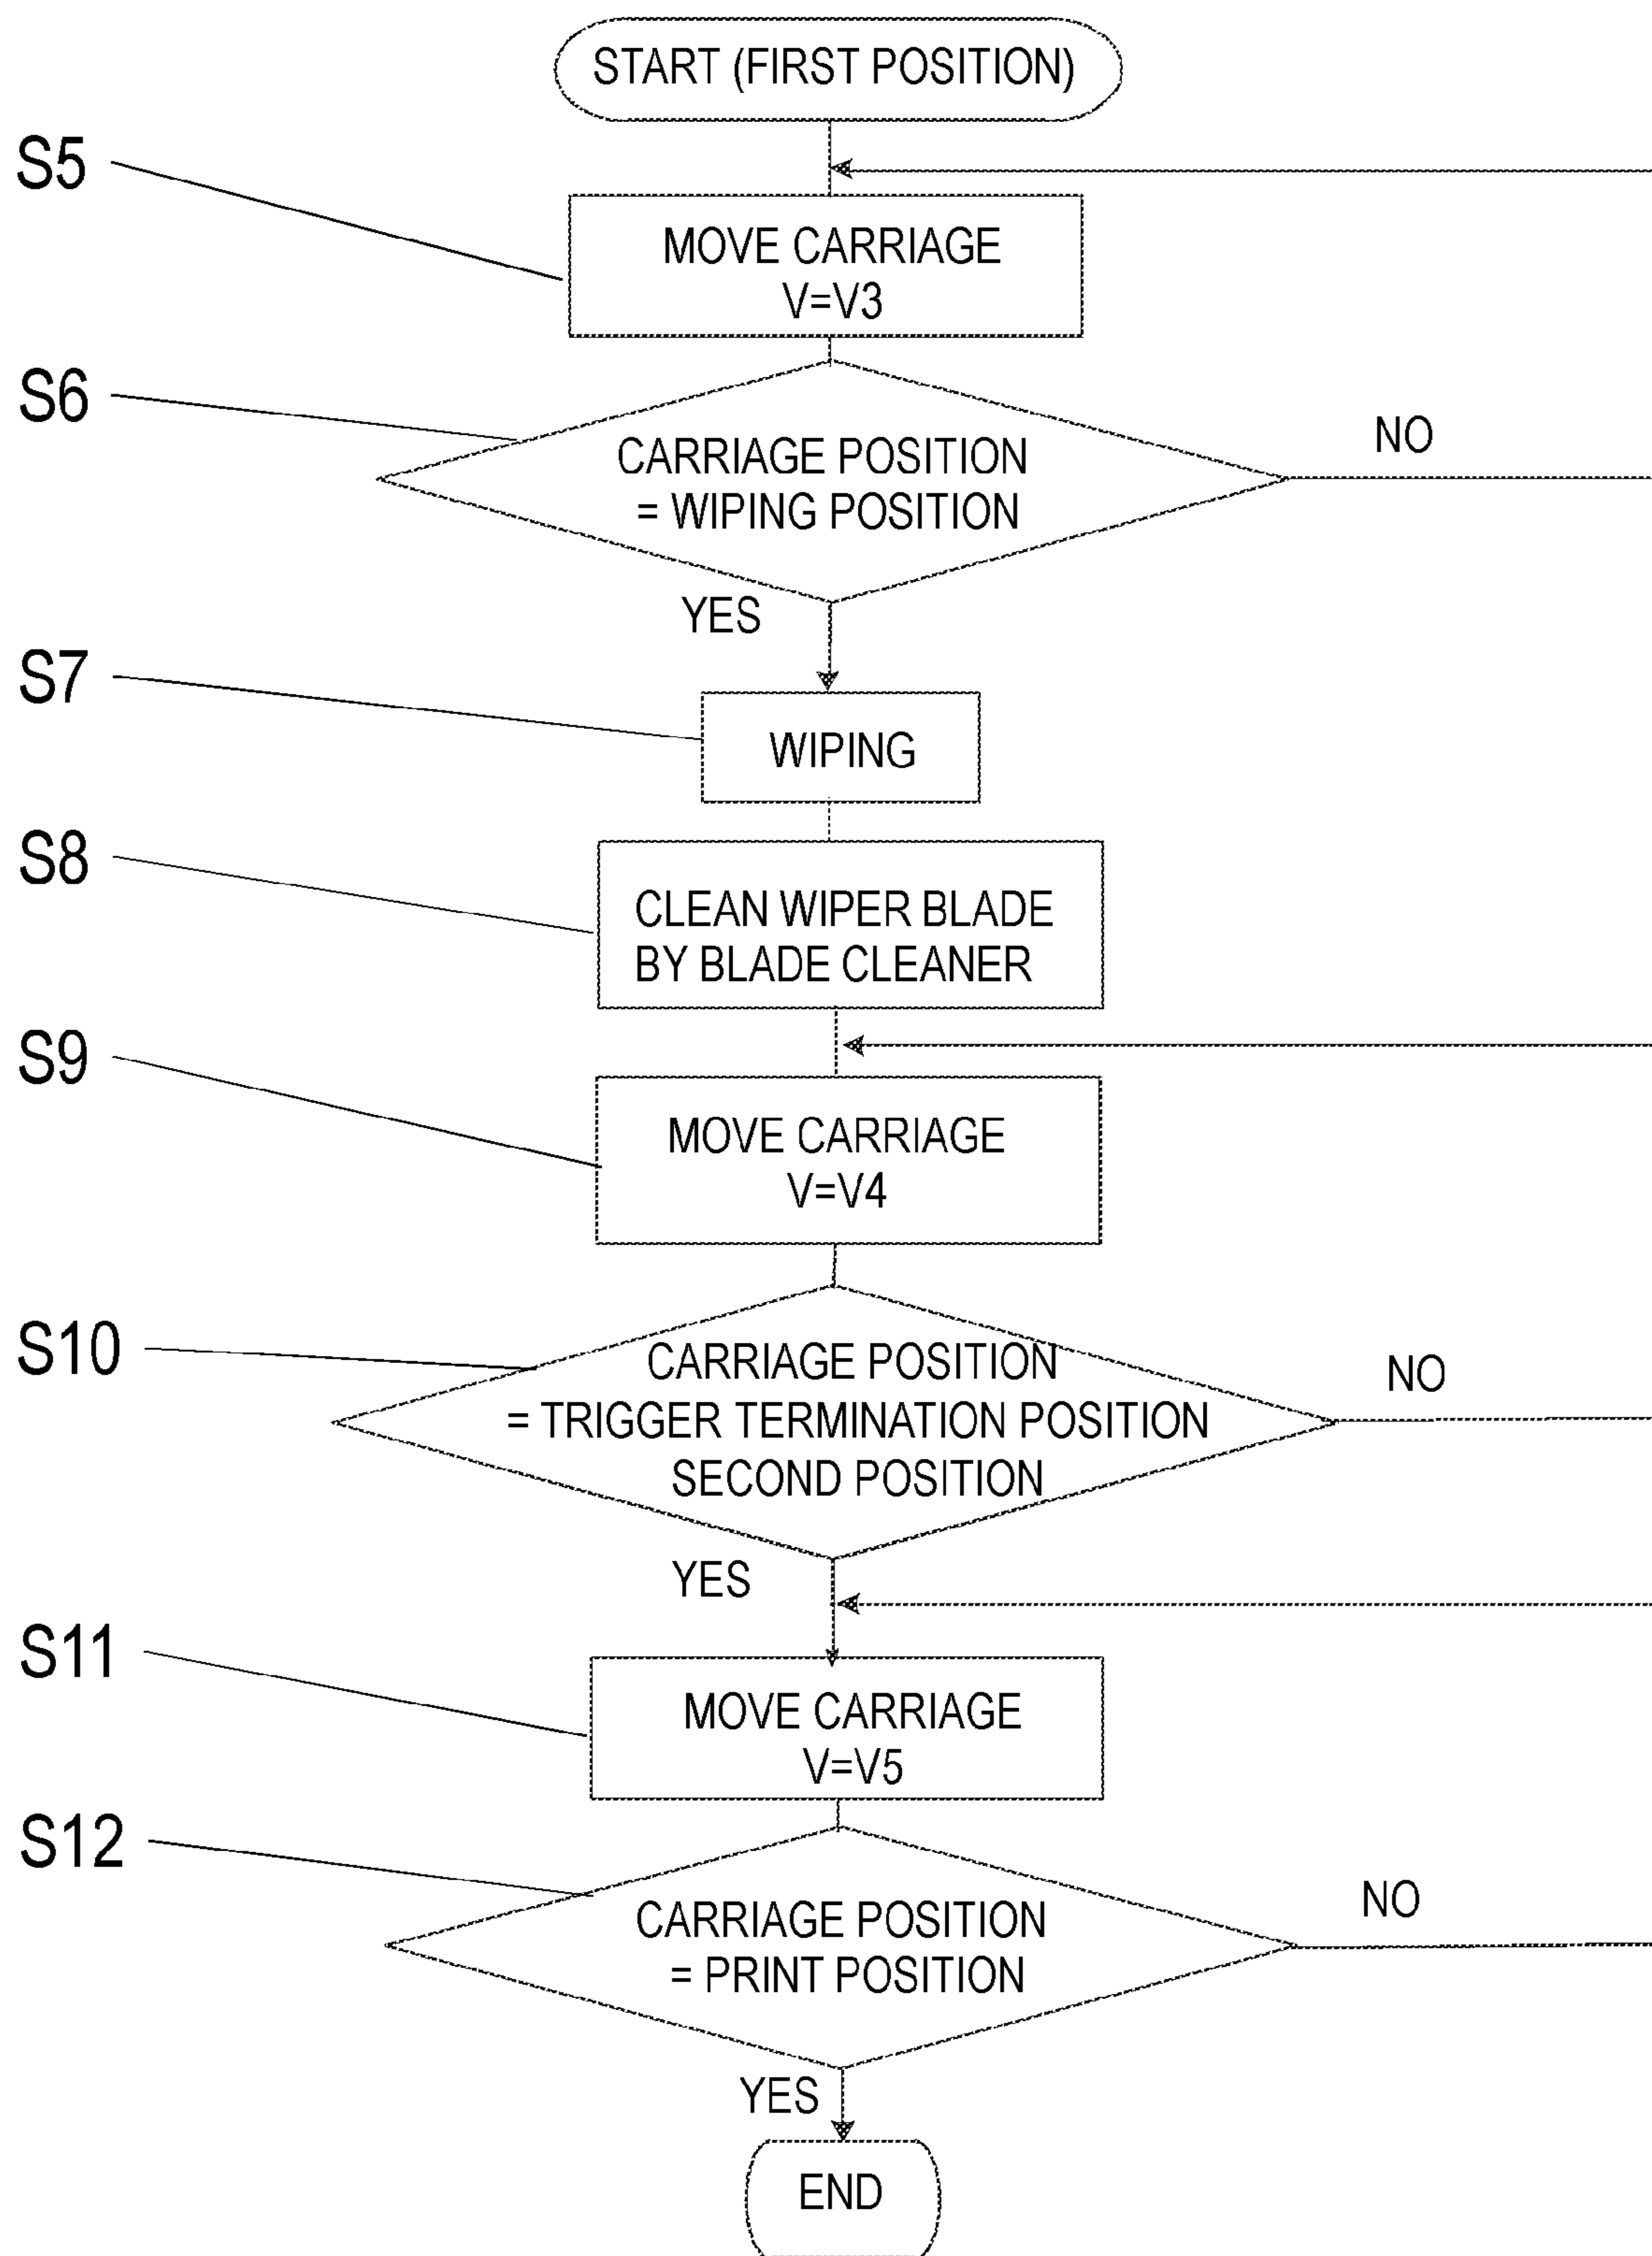 START (FIRST POSITION)
S5
MOVE CARRIAGE
V=V3
S6
CARRIAGE POSITION
= WIPING POSITION
NO
YES
S7
WIPING
S8
CLEAN WIPER BLADE
BY BLADE CLEANER
S9
MOVE CARRIAGE
V=V4
S10
CARRIAGE POSITION
= TRIGGER TERMINATION POSITION
SECOND POSITION
NO
YES
S11
MOVE CARRIAGE
V=V5
S12
CARRIAGE POSITION
= PRINT POSITION
NO
YES
END